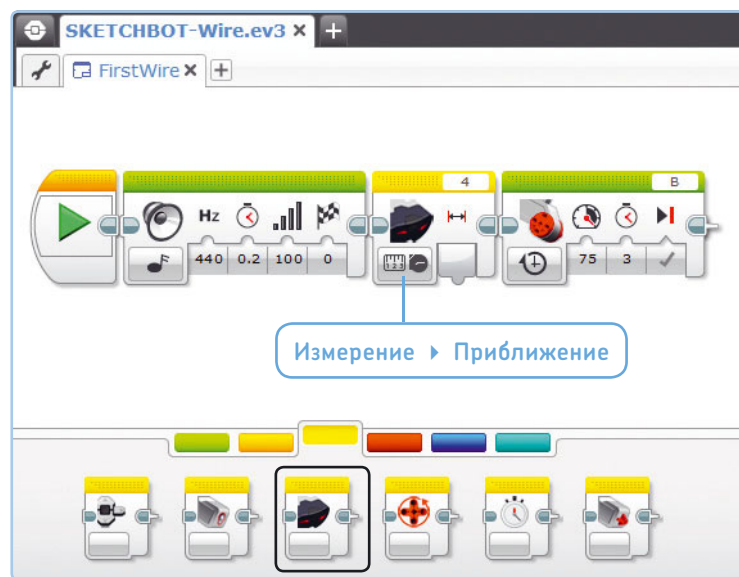 SKETCHBOT-Wire.ev3
FirstWire
4
B
Hz
440 0.2 100 0
75 3
Измерение ▸ Приближение